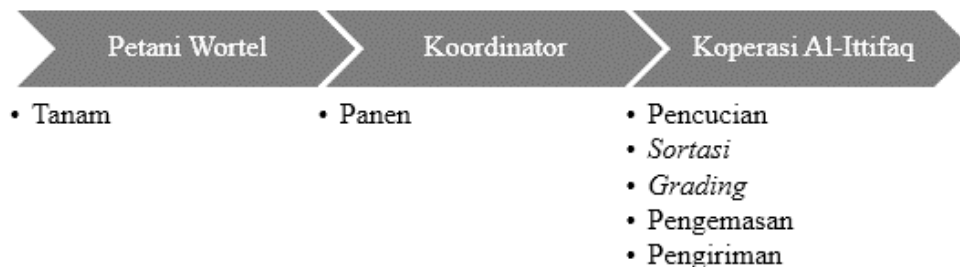 Petani Wortel
Koordinator
Koperasi Al-Ittifaq
• Tanam
• Panen
• Pencucian
• Sortasi
• Grading
• Pengemasan
• Pengiriman